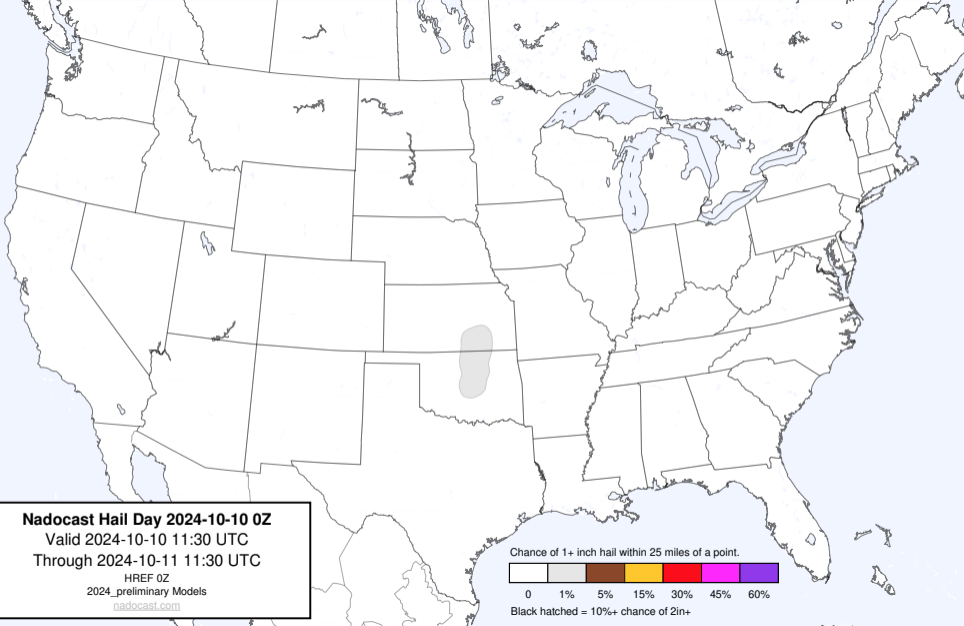 Nadocast Hail Day 2024-10-10 0Z
Valid 2024-10-10 11:30 UTC
Through 2024-10-11 11:30 UTC
HREF 0Z
2024_preliminary Models
nadocast.com
Chance of 1+ inch hail within 25 miles of a point.
0 1% 5% 15% 30% 45% 60%
Black hatched = 10%+ chance of 2in+